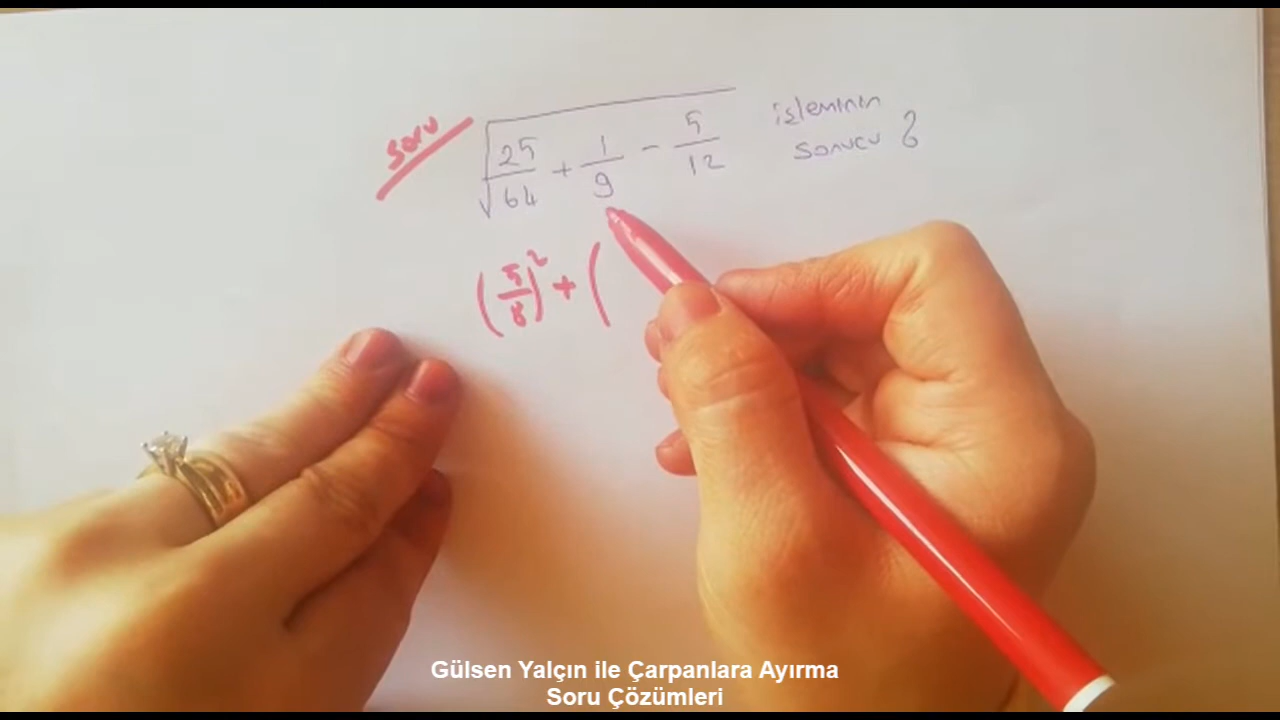 soru
√25/64 + 1/9 - 5/12 işleminin
sonucu ?
(5/8)² + (
Gülsen Yalçın ile Çarpanlara Ayırma
Soru Çözümleri